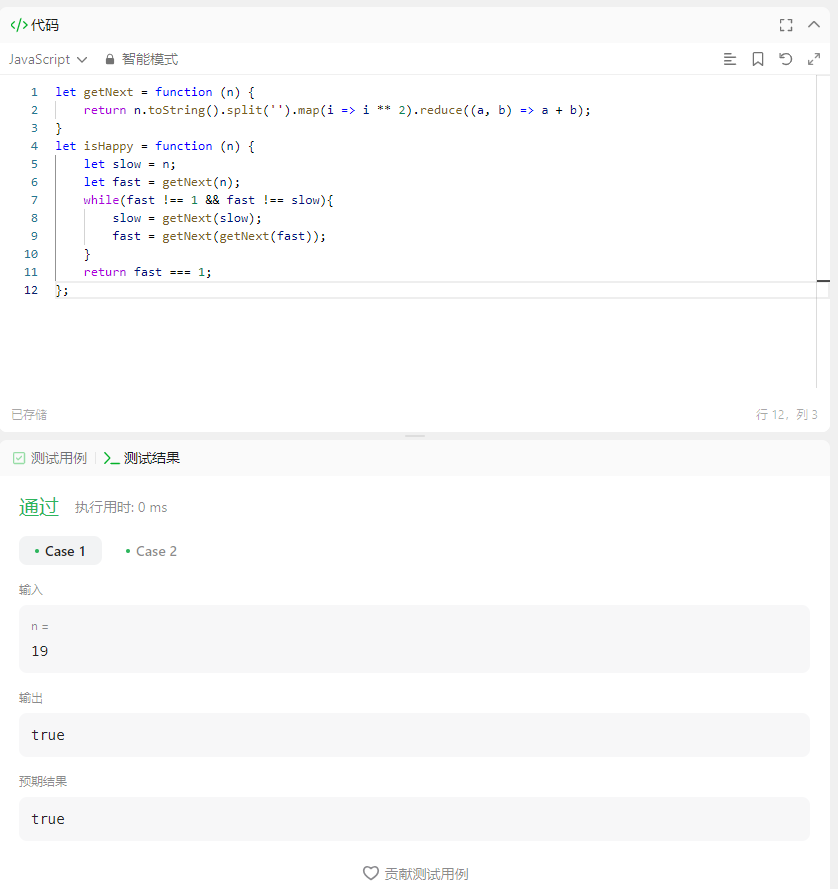 </> 代码
JavaScript 智能模式
1 let getNext = function (n) {
2     return n.toString().split('').map(i => i ** 2).reduce((a, b) => a + b);
3 }
4 let isHappy = function (n) {
5     let slow = n;
6     let fast = getNext(n);
7     while(fast !== 1 && fast !== slow){
8         slow = getNext(slow);
9         fast = getNext(getNext(fast));
10     }
11     return fast === 1;
12 };
已存储 行 12，列 3
测试用例 | >_ 测试结果
通过 执行用时: 0 ms
• Case 1 • Case 2
输入
n =
19
输出
true
预期结果
true
贡献测试用例